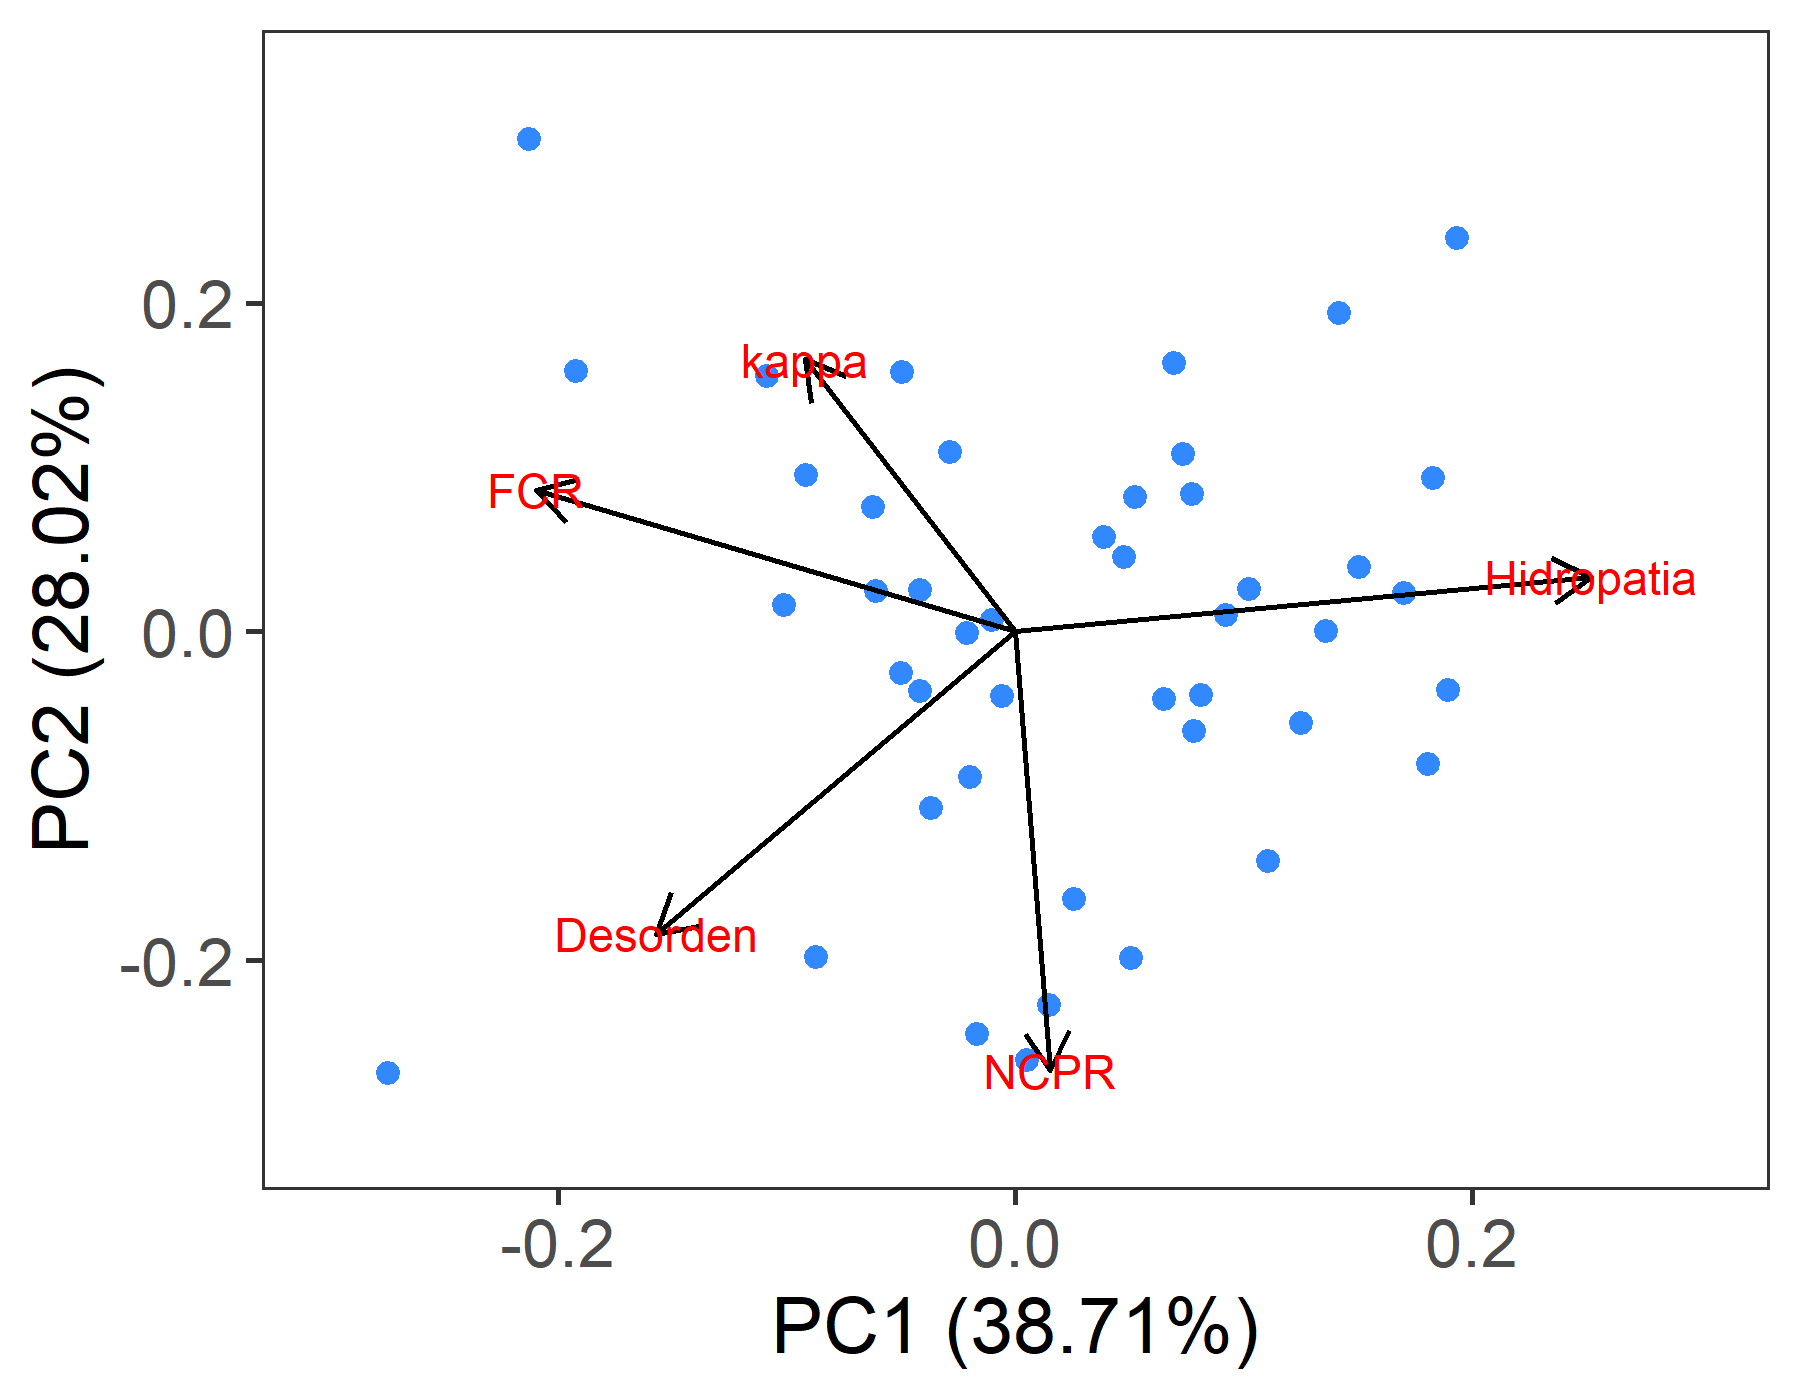 PC2 (28.02%)
0.2
0.0
-0.2
kappa
FCR
Hidropatia
Desorden
NCPR
-0.2
0.0
0.2
PC1 (38.71%)